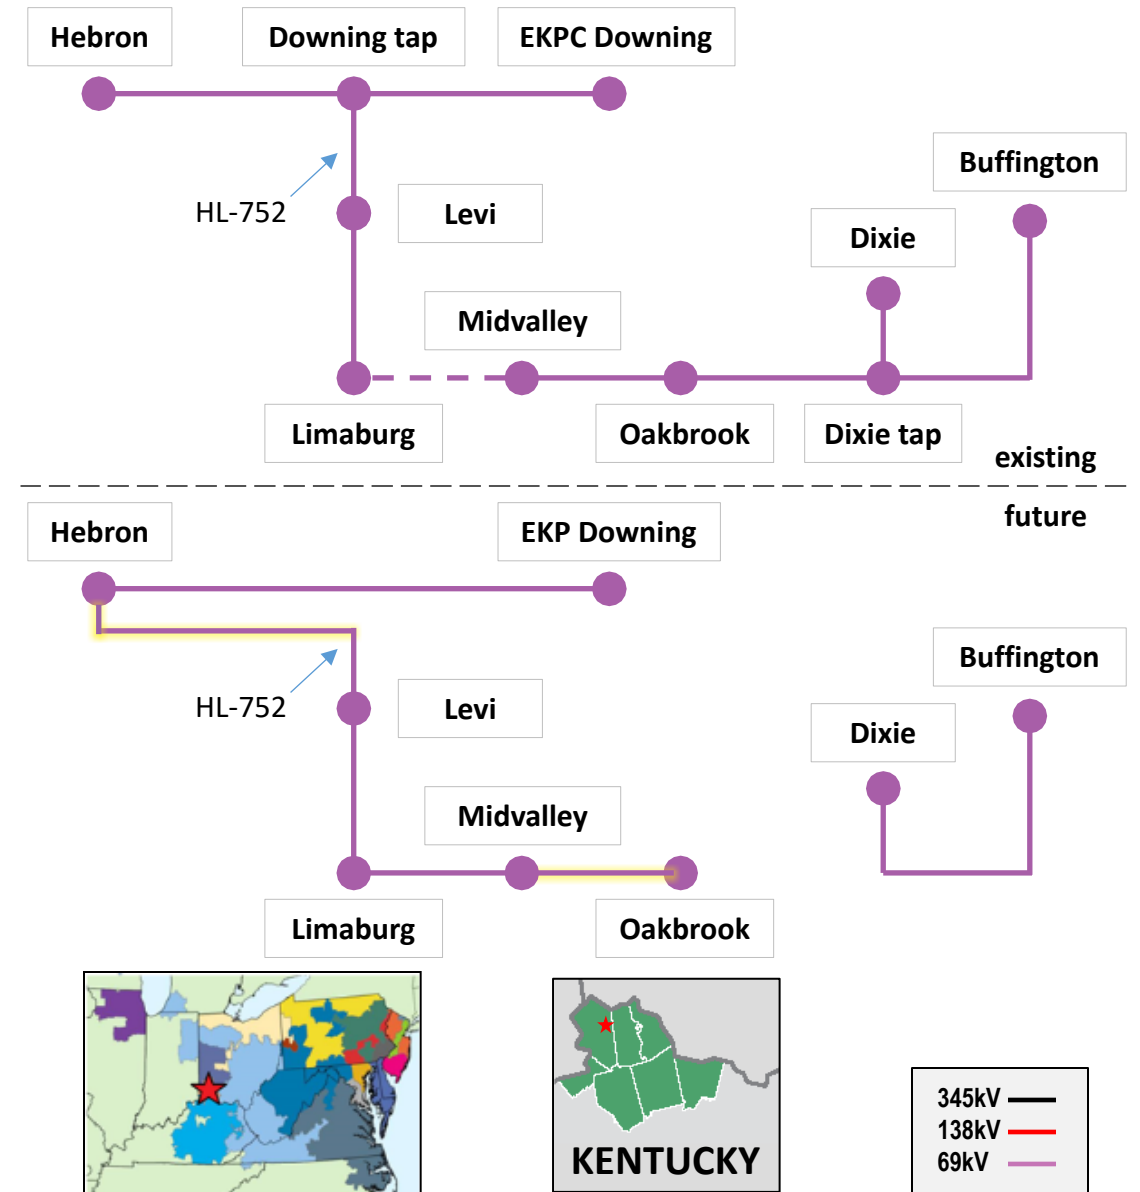 Hebron
Downing tap
EKPC Downing
Buffington
HL-752
Levi
Dixie
Midvalley
Limaburg
Oakbrook
Dixie tap
existing
future
Hebron
EKP Downing
Buffington
HL-752
Levi
Dixie
Midvalley
Limaburg
Oakbrook
KENTUCKY
345kV
138kV
69kV